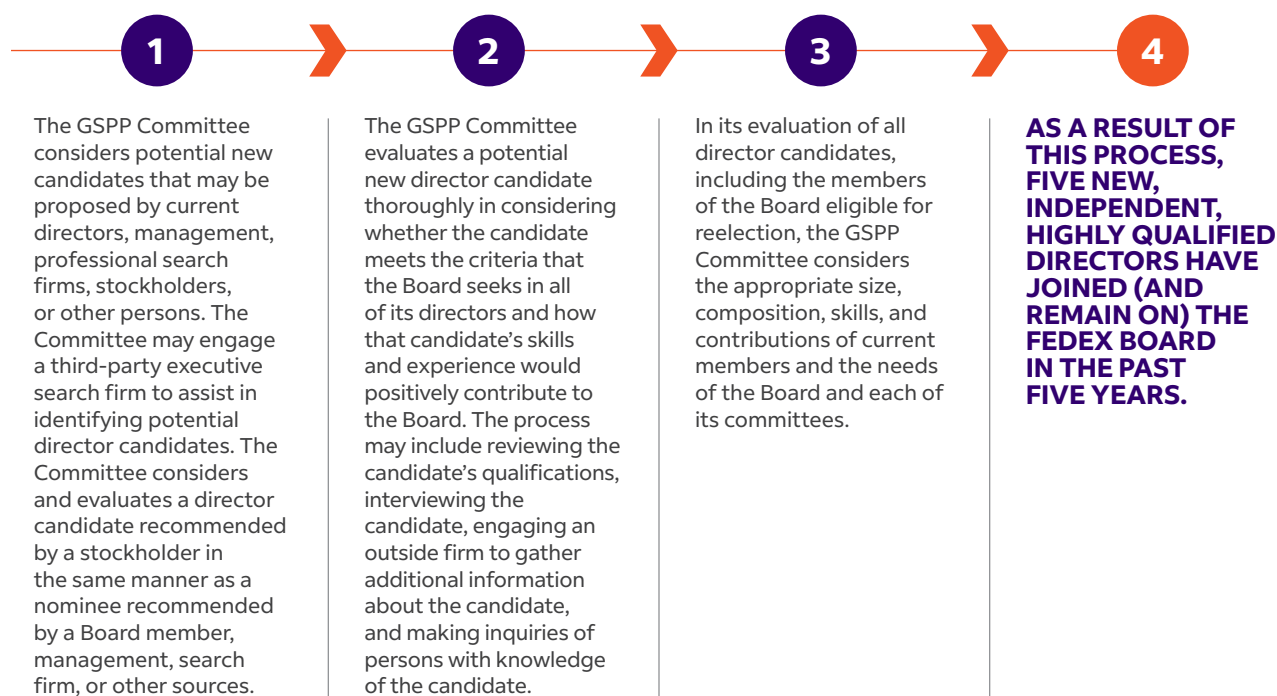 1
The GSPP Committee
considers potential new
candidates that may be
proposed by current
directors, management,
professional search
firms, stockholders,
or other persons. The
Committee may engage
a third-party executive
search firm to assist in
identifying potential
director candidates. The
Committee considers
and evaluates a director
candidate recommended
by a stockholder in
the same manner as a
nominee recommended
by a Board member,
management, search
firm, or other sources.
2
The GSPP Committee
evaluates a potential
new director candidate
thoroughly in considering
whether the candidate
meets the criteria that
the Board seeks in all
of its directors and how
that candidate’s skills
and experience would
positively contribute to
the Board. The process
may include reviewing the
candidate’s qualifications,
interviewing the
candidate, engaging an
outside firm to gather
additional information
about the candidate,
and making inquiries of
persons with knowledge
of the candidate.
3
In its evaluation of all
director candidates,
including the members
of the Board eligible for
reelection, the GSPP
Committee considers
the appropriate size,
composition, skills, and
contributions of current
members and the needs
of the Board and each of
its committees.
4
AS A RESULT OF
THIS PROCESS,
FIVE NEW,
INDEPENDENT,
HIGHLY QUALIFIED
DIRECTORS HAVE
JOINED (AND
REMAIN ON) THE
FEDEX BOARD
IN THE PAST
FIVE YEARS.